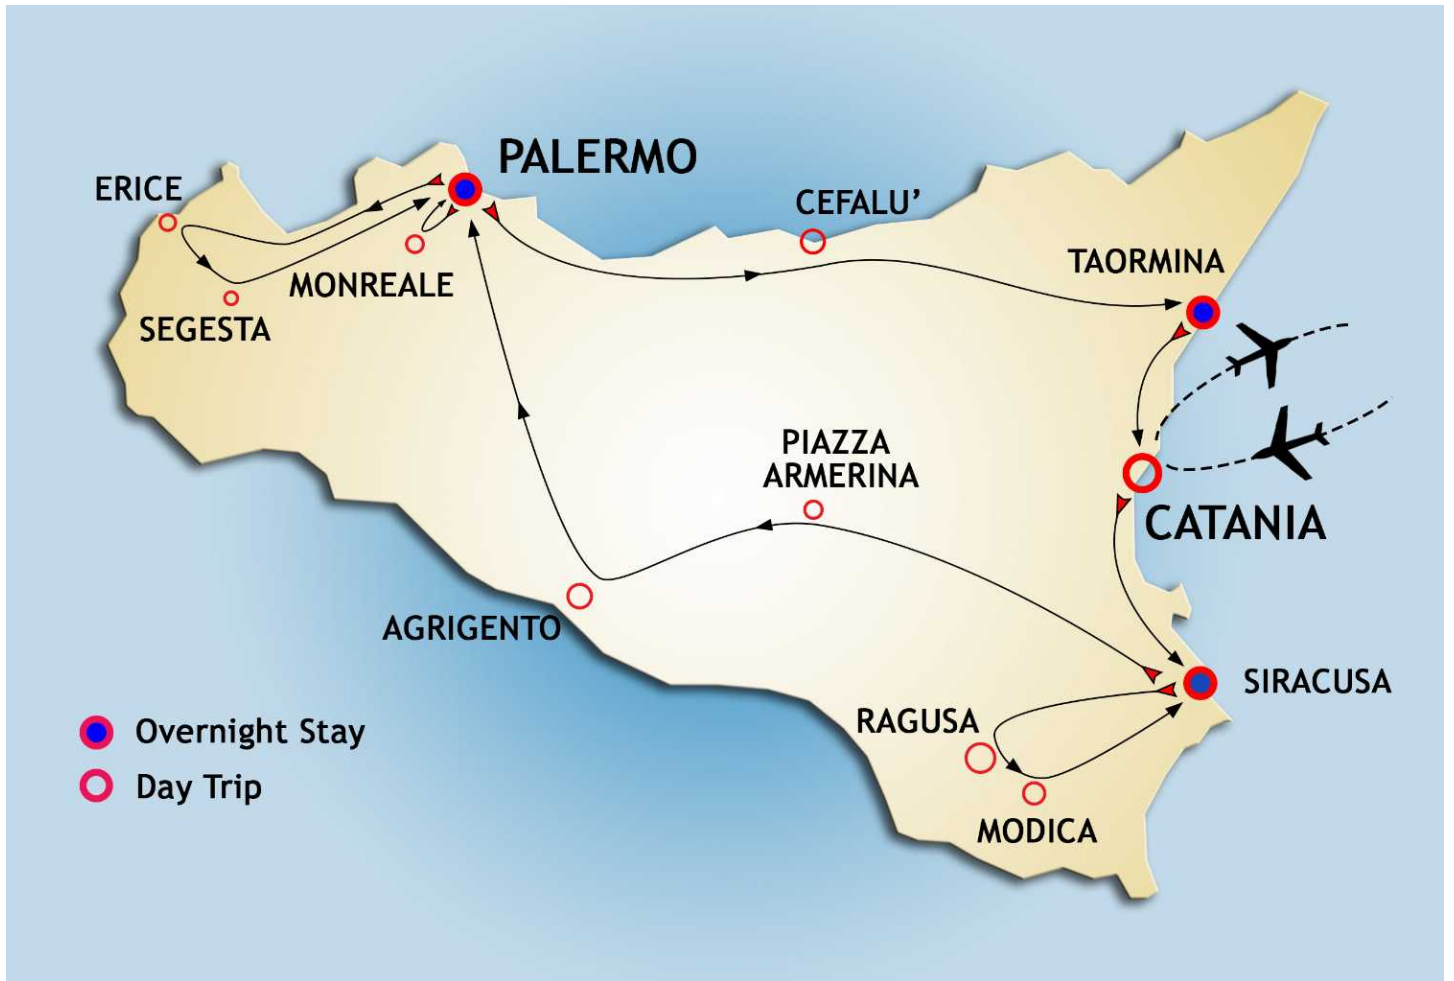 PALERMO
ERICE
CEFALU’
MONREALE
TAORMINA
SEGESTA
PIAZZA
ARMERINA
CATANIA
AGRIGENTO
SIRACUSA
RAGUSA
Overnight Stay
Day Trip
MODICA